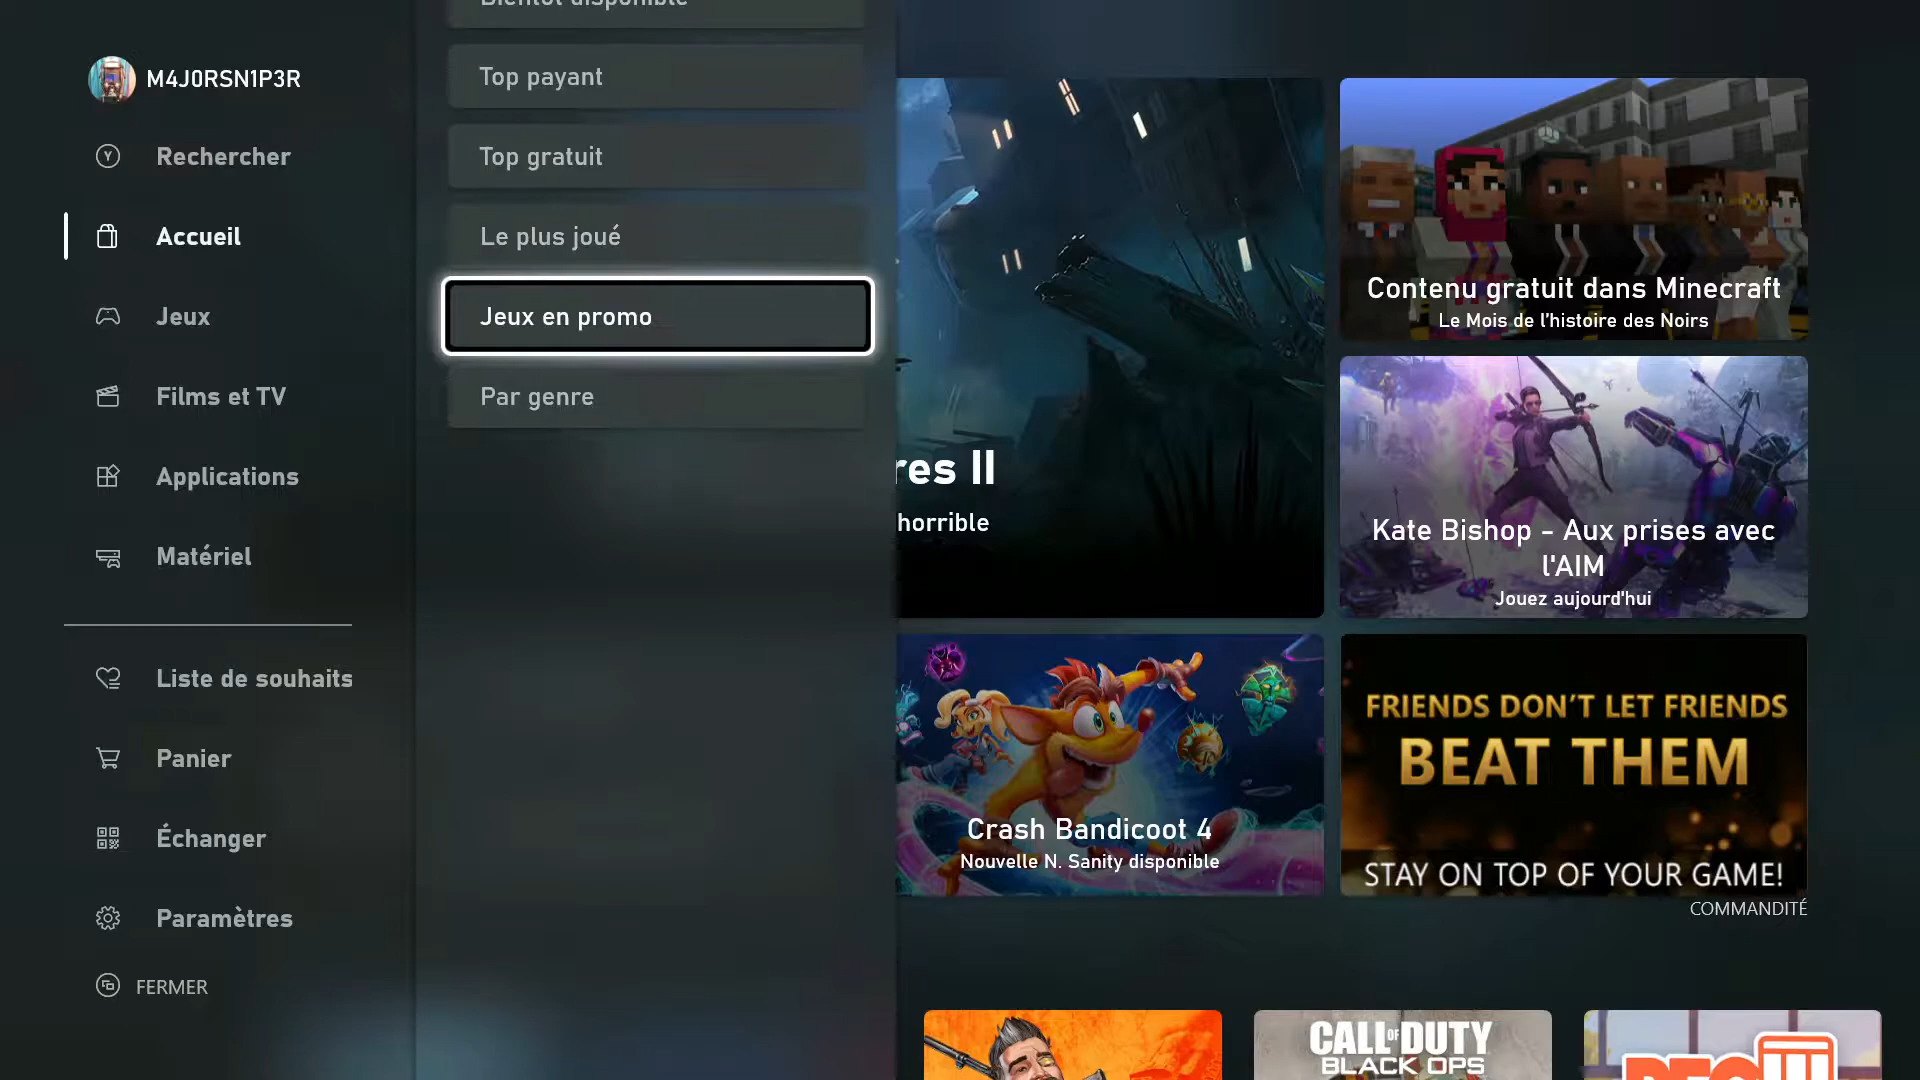 M4J0RSN1P3R
Rechercher
Accueil
Jeux
Films et TV
Applications
Matériel
Liste de souhaits
Panier
Échanger
Paramètres
FERMER
Bientôt disponible
Top payant
Top gratuit
Le plus joué
Jeux en promo
Par genre
res II
horrible
Contenu gratuit dans Minecraft
Le Mois de l'histoire des Noirs
Kate Bishop - Aux prises avec
l'AIM
Jouez aujourd'hui
Crash Bandicoot 4
Nouvelle N. Sanity disponible
FRIENDS DON'T LET FRIENDS
BEAT THEM
STAY ON TOP OF YOUR GAME!
COMMANDITÉ
CALL OF DUTY
BLACK OPS